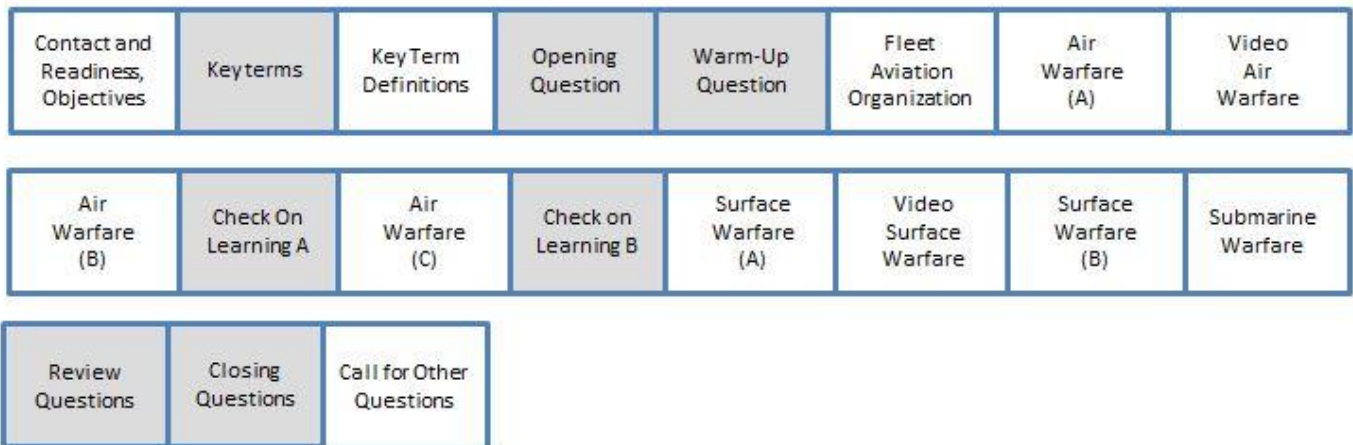 Contact and
Readiness,
Objectives
Key terms
Key Term
Definitions
Opening
Question
Warm-Up
Question
Fleet
Aviation
Organization
Air
Warfare
(A)
Video
Air
Warfare
Air
Warfare
(B)
Check On
Learning A
Air
Warfare
(C)
Check on
Learning B
Surface
Warfare
(A)
Video
Surface
Warfare
Surface
Warfare
(B)
Submarine
Warfare
Review
Questions
Closing
Questions
Call for Other
Questions